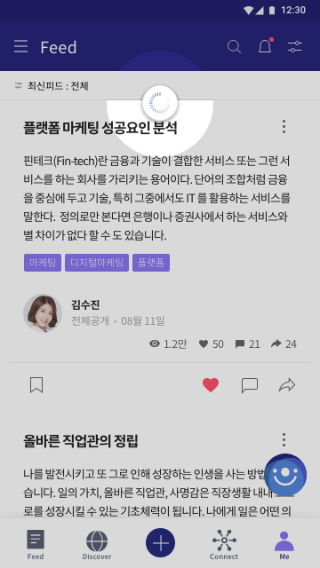 12:30
Feed
최신피드 : 전체
플랫폼 마케팅 성공요인 분석
핀테크(Fin-tech)란 금융과 기술이 결합한 서비스 또는 그런 서
비스를 하는 회사를 가리키는 용어이다. 단어의 조합처럼 금융
을 중심에 두고 기술, 특히 그중에서도 IT 를 활용하는 서비스를
말한다. 정의로만 본다면 은행이나 증권사에서 하는 서비스와
별 차이가 없다 할 수 도 있습니다.
마케팅 디지털마케팅 플랫폼
김수진
전체공개 • 08월 11일
1.2만 50 21 24
올바른 직업관의 정립
나를 발전시키고 또 그로 인해 성장하는 인생을 사는 방법
습니다. 일의 가치, 올바른 직업관, 사명감은 직장생활 내내
로를 성장시킬 수 있는 기초체력이 됩니다. 나에게 일은 어떤 의
Feed Discover Connect Me